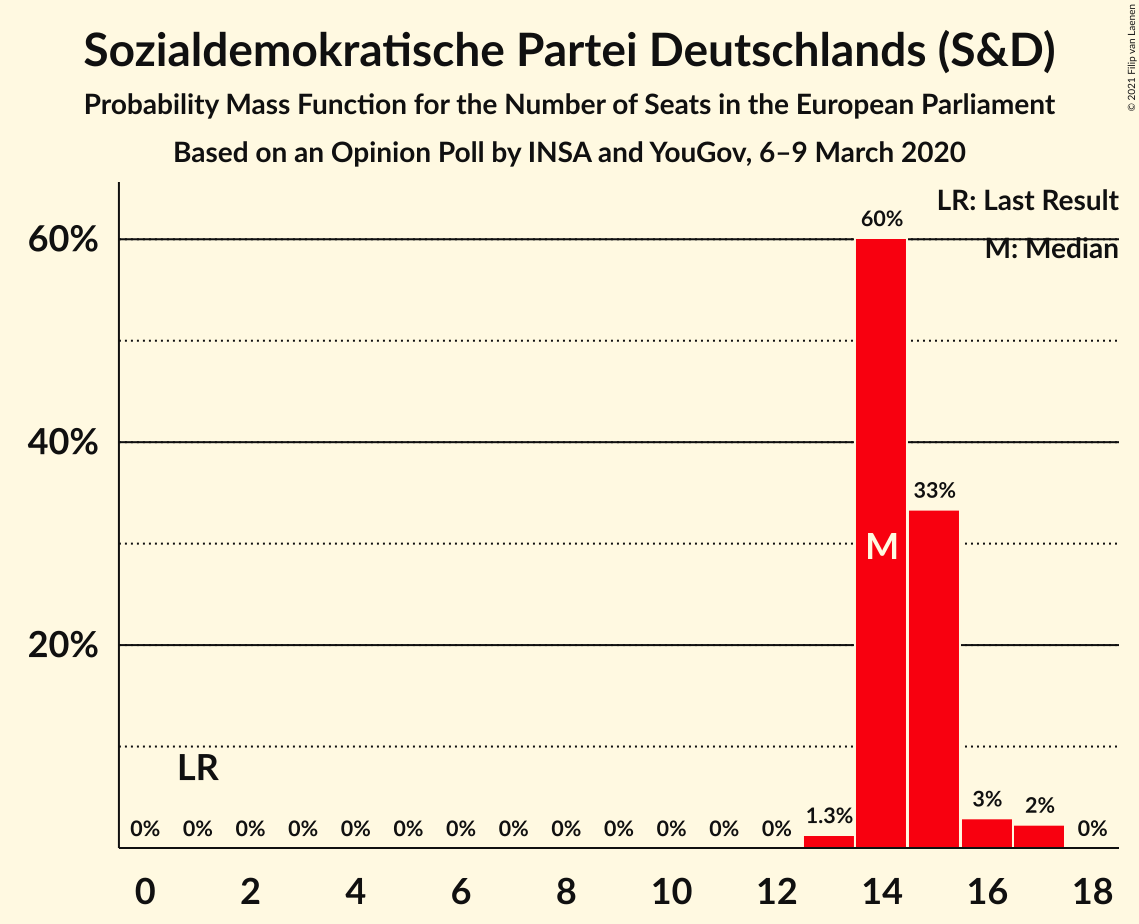 Sozialdemokratische Partei Deutschlands (S&D)
Probability Mass Function for the Number of Seats in the European Parliament
Based on an Opinion Poll by INSA and YouGov, 6–9 March 2020
© 2021 Filip van Laenen
LR: Last Result
M: Median
60%
40%
20%
60%
33%
M
LR
0% 0% 0% 0% 0% 0% 0% 0% 0% 0% 0% 0% 0% 1.3% 3% 2% 0%
0 2 4 6 8 10 12 14 16 18